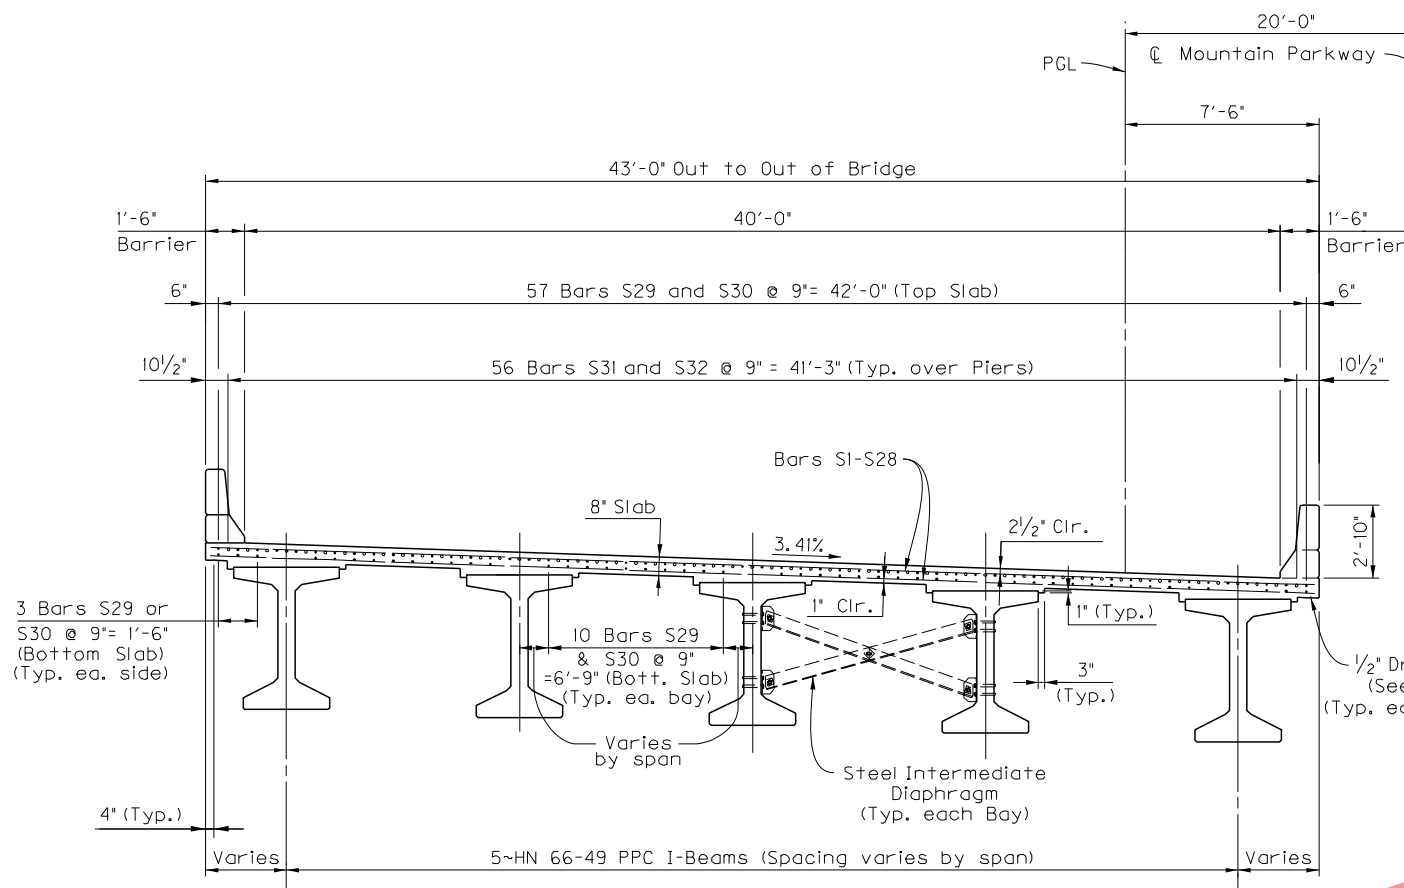 20'-0"
PGL
℄ Mountain Parkway
7'-6"
43'-0" Out to Out of Bridge
1'-6"
Barrier
40'-0"
1'-6"
Barrier
6"
57 Bars S29 and S30 @ 9"= 42'-0" (Top Slab)
6"
10½"
56 Bars S31 and S32 @ 9" = 41'-3" (Typ. over Piers)
10½"
Bars S1-S28
8" Slab
2½" Clr.
3.41%
2'-10"
3 Bars S29 or
S30 @ 9"= 1'-6"
(Bottom Slab)
(Typ. ea. side)
10 Bars S29
& S30 @ 9"
=6'-9" (Bott. Slab)
(Typ. ea. bay)
1" Clr.
1" (Typ.)
3"
(Typ.)
½" Dr
(See
(Typ. ea
Varies
by span
Steel Intermediate
Diaphragm
(Typ. each Bay)
4" (Typ.)
Varies
5~HN 66-49 PPC I-Beams (Spacing varies by span)
Varies